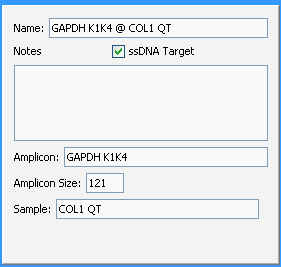 Name: GAPDH K1K4 @ COL1 QT
Notes ssDNA Target
Amplicon: GAPDH K1K4
Amplicon Size: 121
Sample: COL1 QT